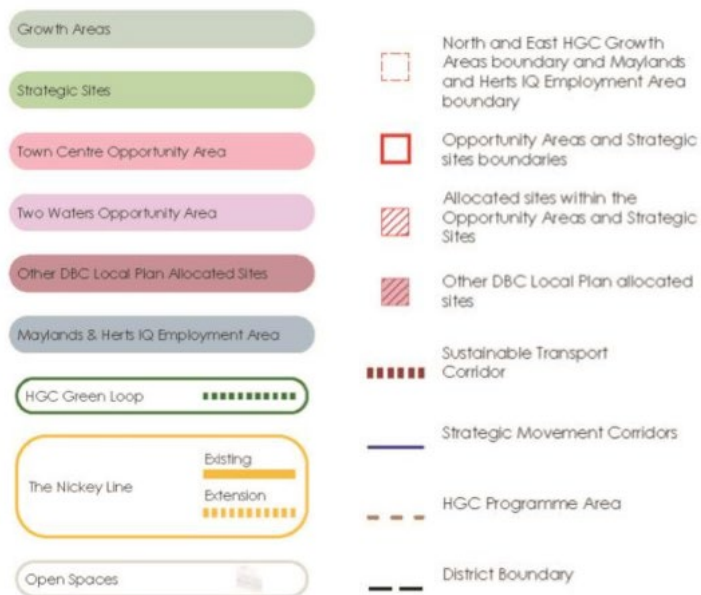 Growth Areas
Strategic Sites
Town Centre Opportunity Area
Two Waters Opportunity Area
Other DBC Local Plan Allocated Sites
Maylands & Herts IQ Employment Area
HGC Green Loop
The Nickey Line
Existing
Extension
Open Spaces
North and East HGC Growth
Areas boundary and Maylands
and Herts IQ Employment Area
boundary
Opportunity Areas and Strategic
sites boundaries
Allocated sites within the
Opportunity Areas and Strategic
Sites
Other DBC Local Plan allocated
sites
Sustainable Transport
Corridor
Strategic Movement Corridors
HGC Programme Area
District Boundary